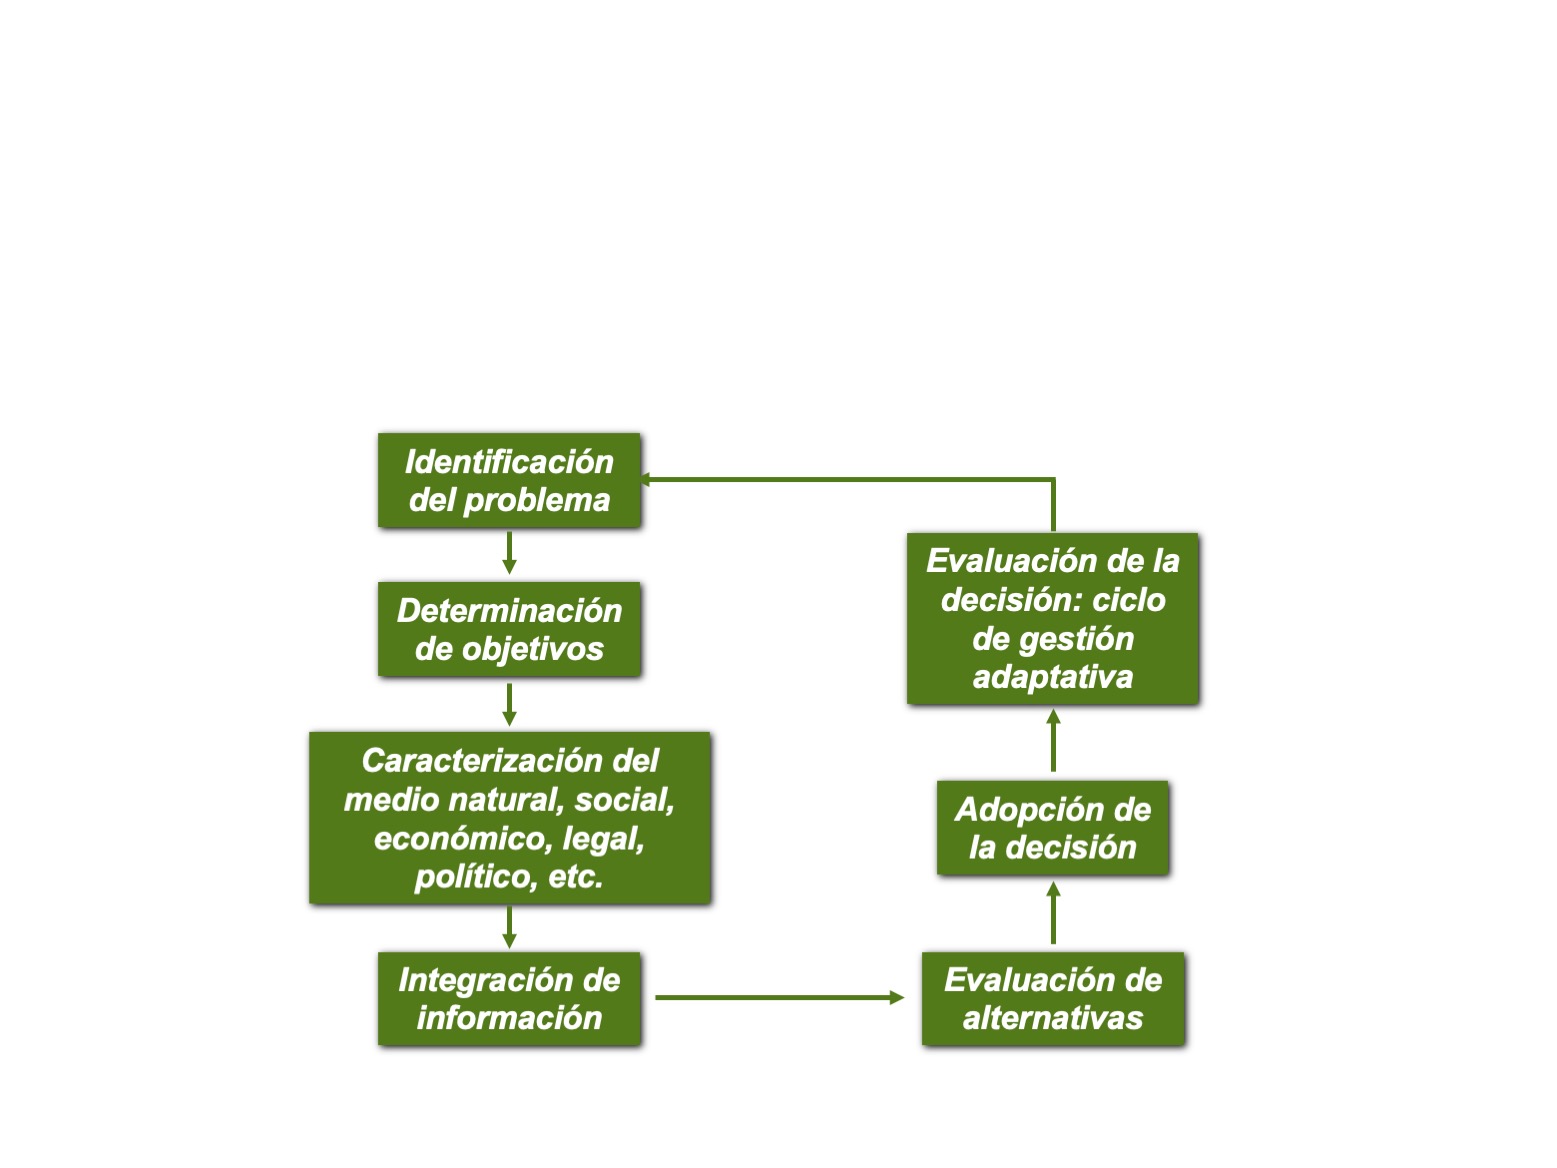 Identificación
del problema
Determinación
de objetivos
Caracterización del
medio natural, social,
económico, legal,
político, etc.
Integración de
información
Evaluación de
alternativas
Adopción de
la decisión
Evaluación de la
decisión: ciclo
de gestión
adaptativa